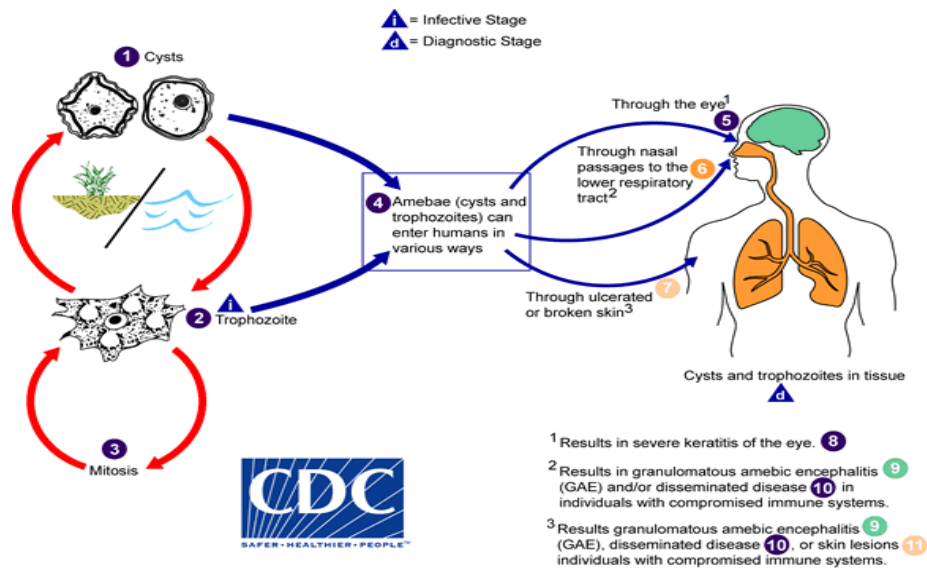 i = Infective Stage
d = Diagnostic Stage
1 Cysts
Through the eye1
5
Through nasal
passages to the 6
lower respiratory
tract2
4 Amebae (cysts and
trophozoites) can
enter humans in
various ways
Through ulcerated 7
or broken skin3
i
2 Trophozoite
Cysts and trophozoites in tissue
d
3
Mitosis
CDC
SAFER • HEALTHIER • PEOPLE™
1 Results in severe keratitis of the eye. 8
2 Results in granulomatous amebic encephalitis 9
(GAE) and/or disseminated disease 10 in
individuals with compromised immune systems.
3 Results granulomatous amebic encephalitis 9
(GAE), disseminated disease 10, or skin lesions 11
individuals with compromised immune systems.